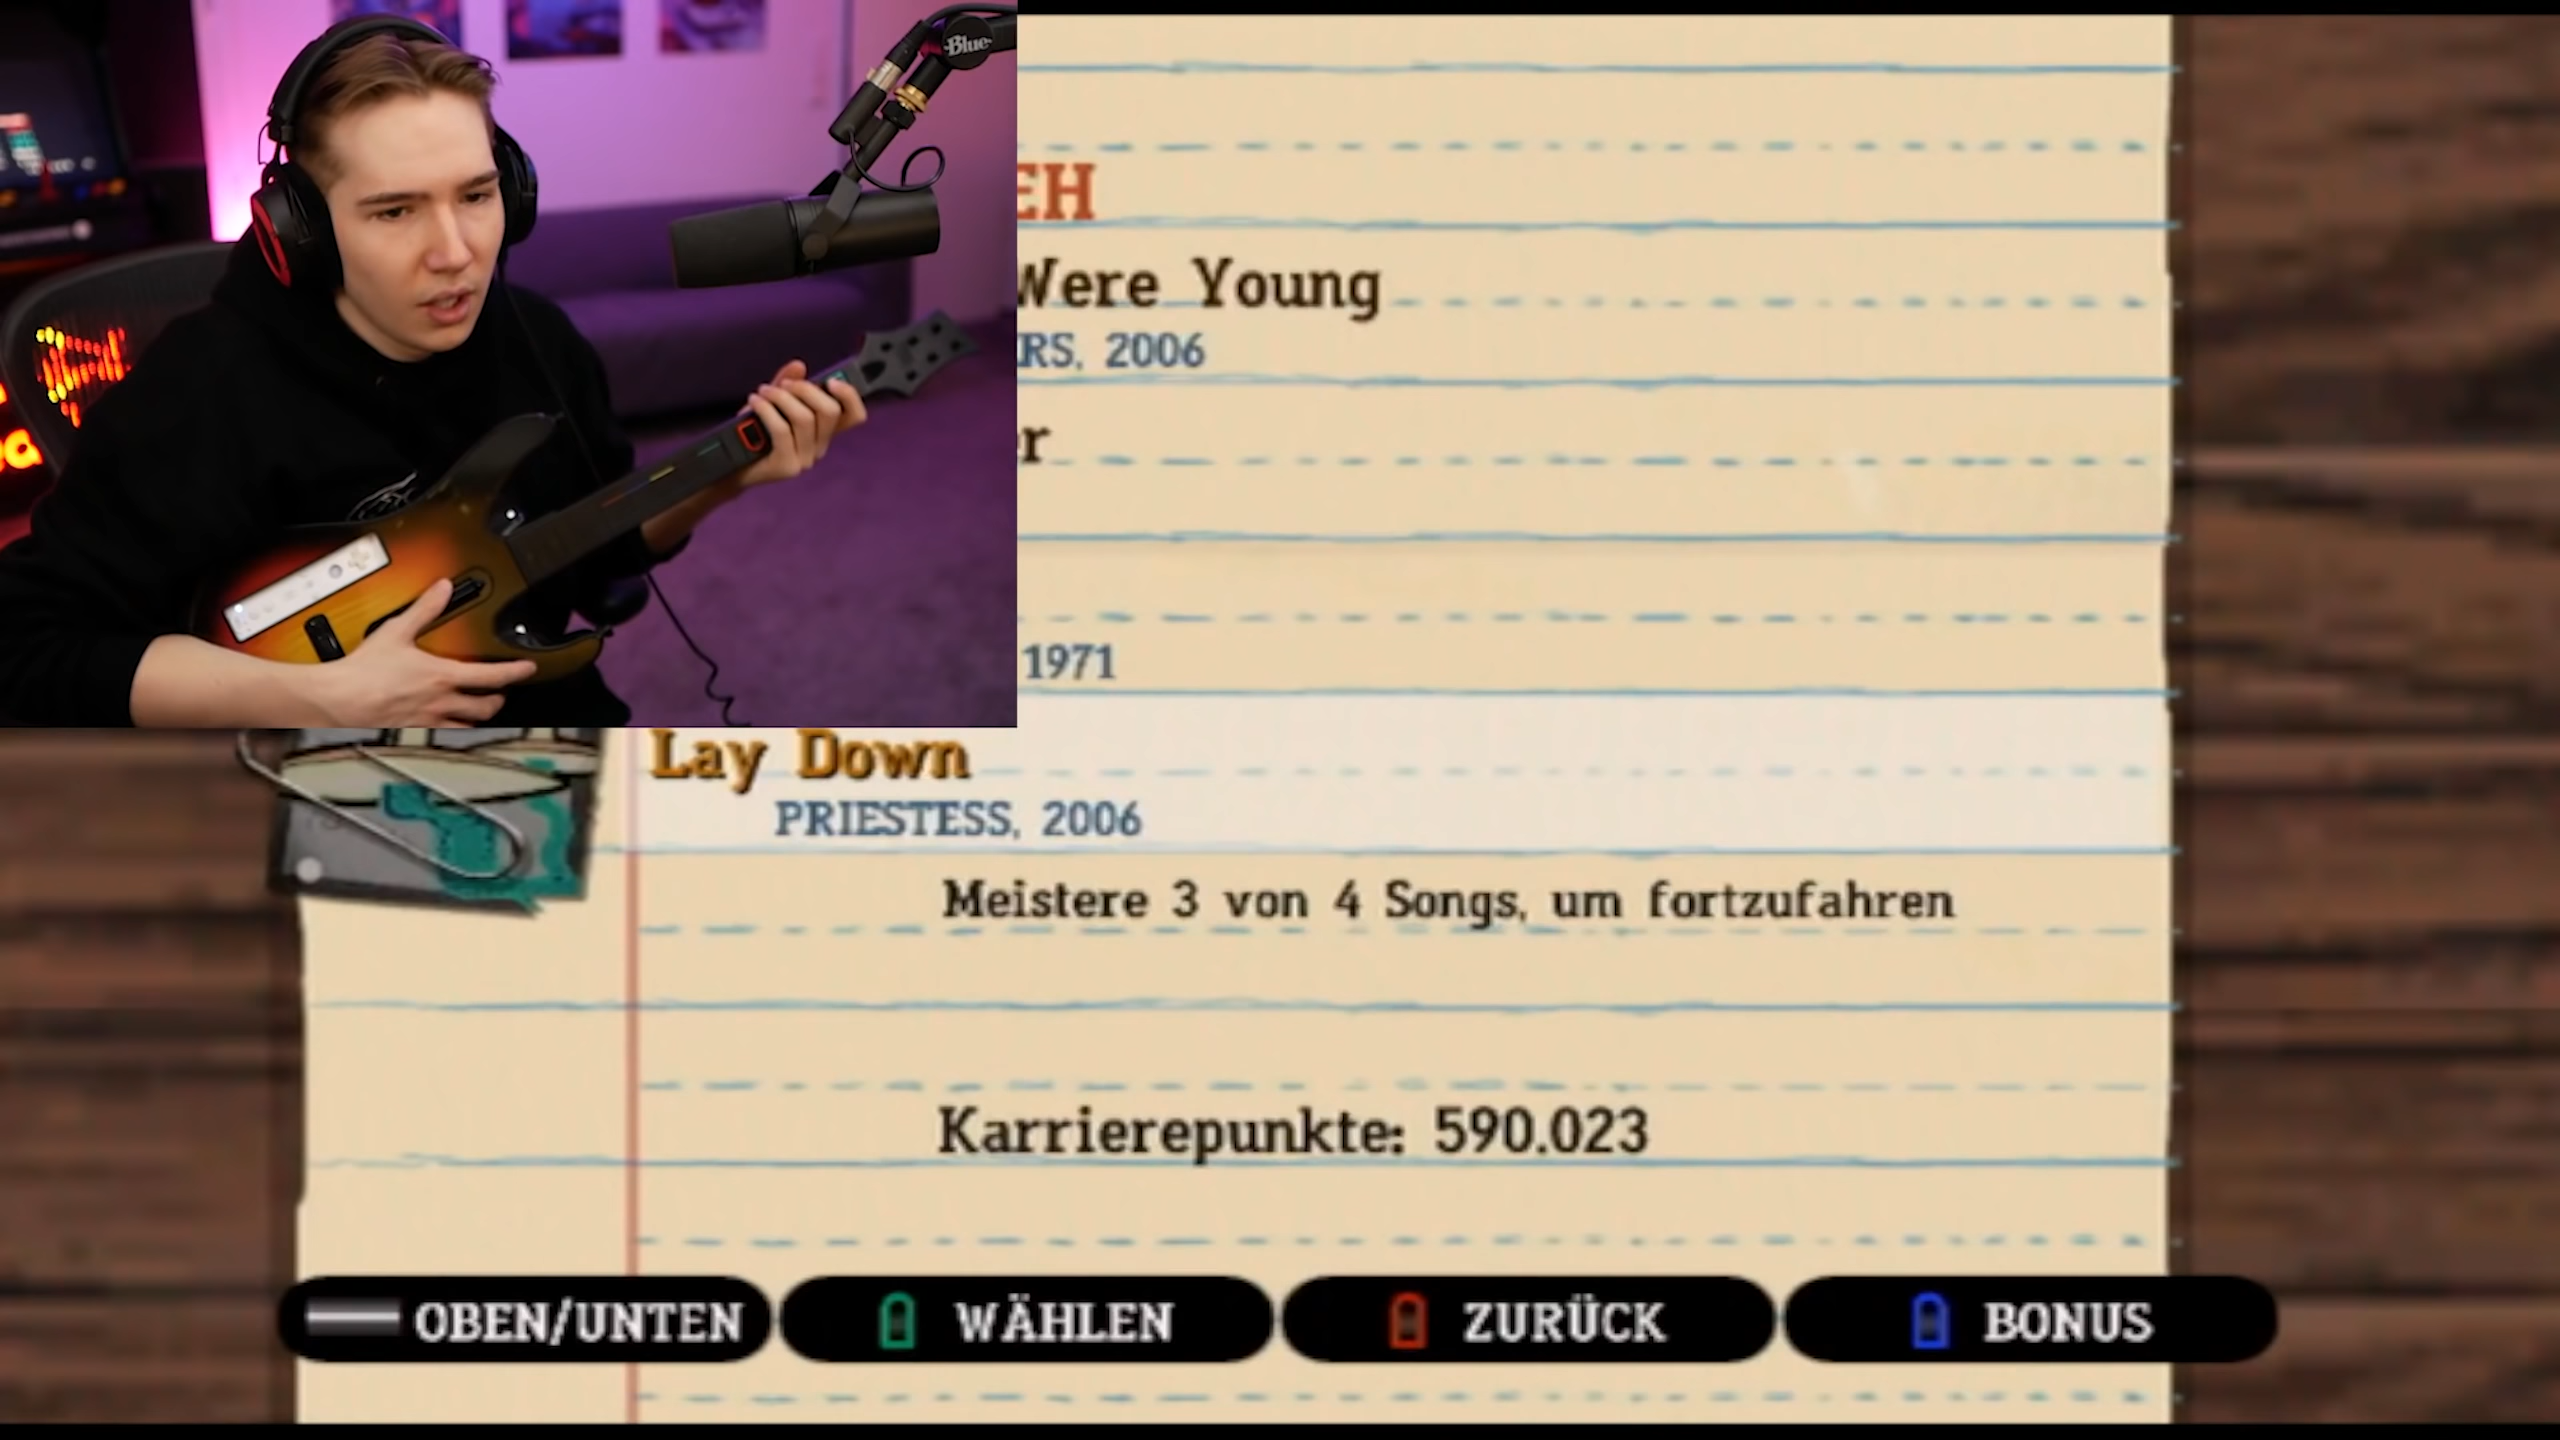 Blue
EH
Were Young
RS, 2006
r
1971
Lay Down
PRIESTESS, 2006
Meistere 3 von 4 Songs, um fortzufahren
Karrierepunkte: 590.023
OBEN/UNTEN
WÄHLEN
ZURÜCK
BONUS